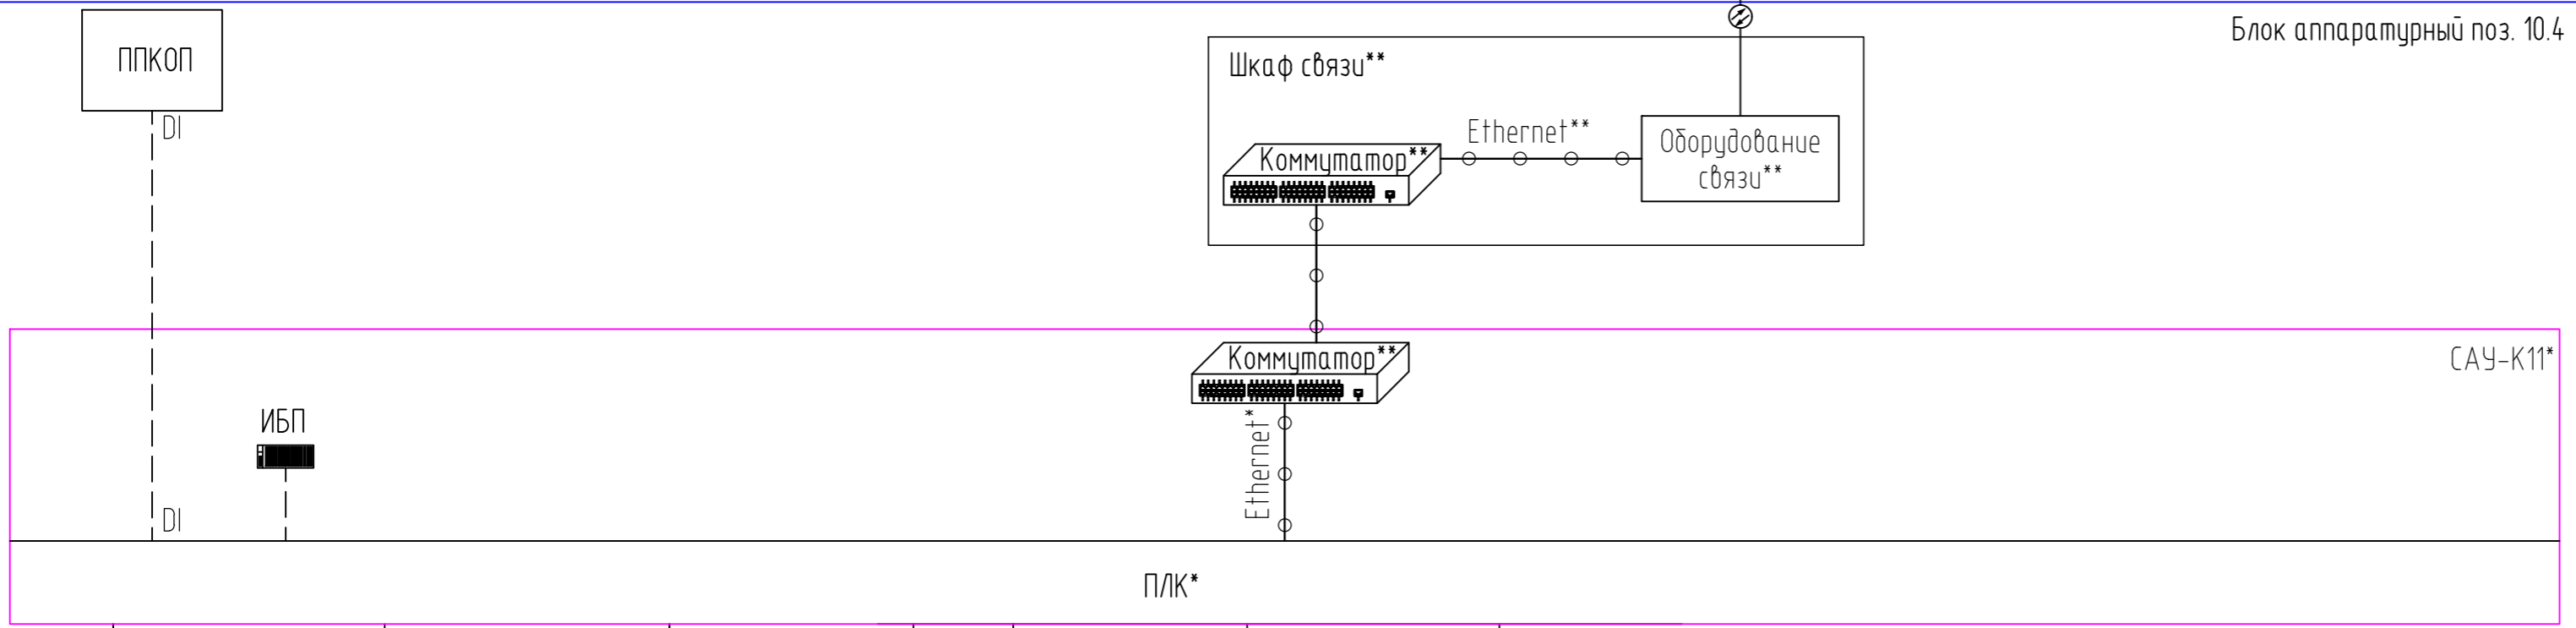 Блок аппаратурный поз. 10.4
ППКОП
DI
Шкаф связи**
Коммутатор**
Ethernet**
Оборудование
связи**
САУ-К11*
Коммутатор**
Ethernet*
ИБП
DI
ПЛК*